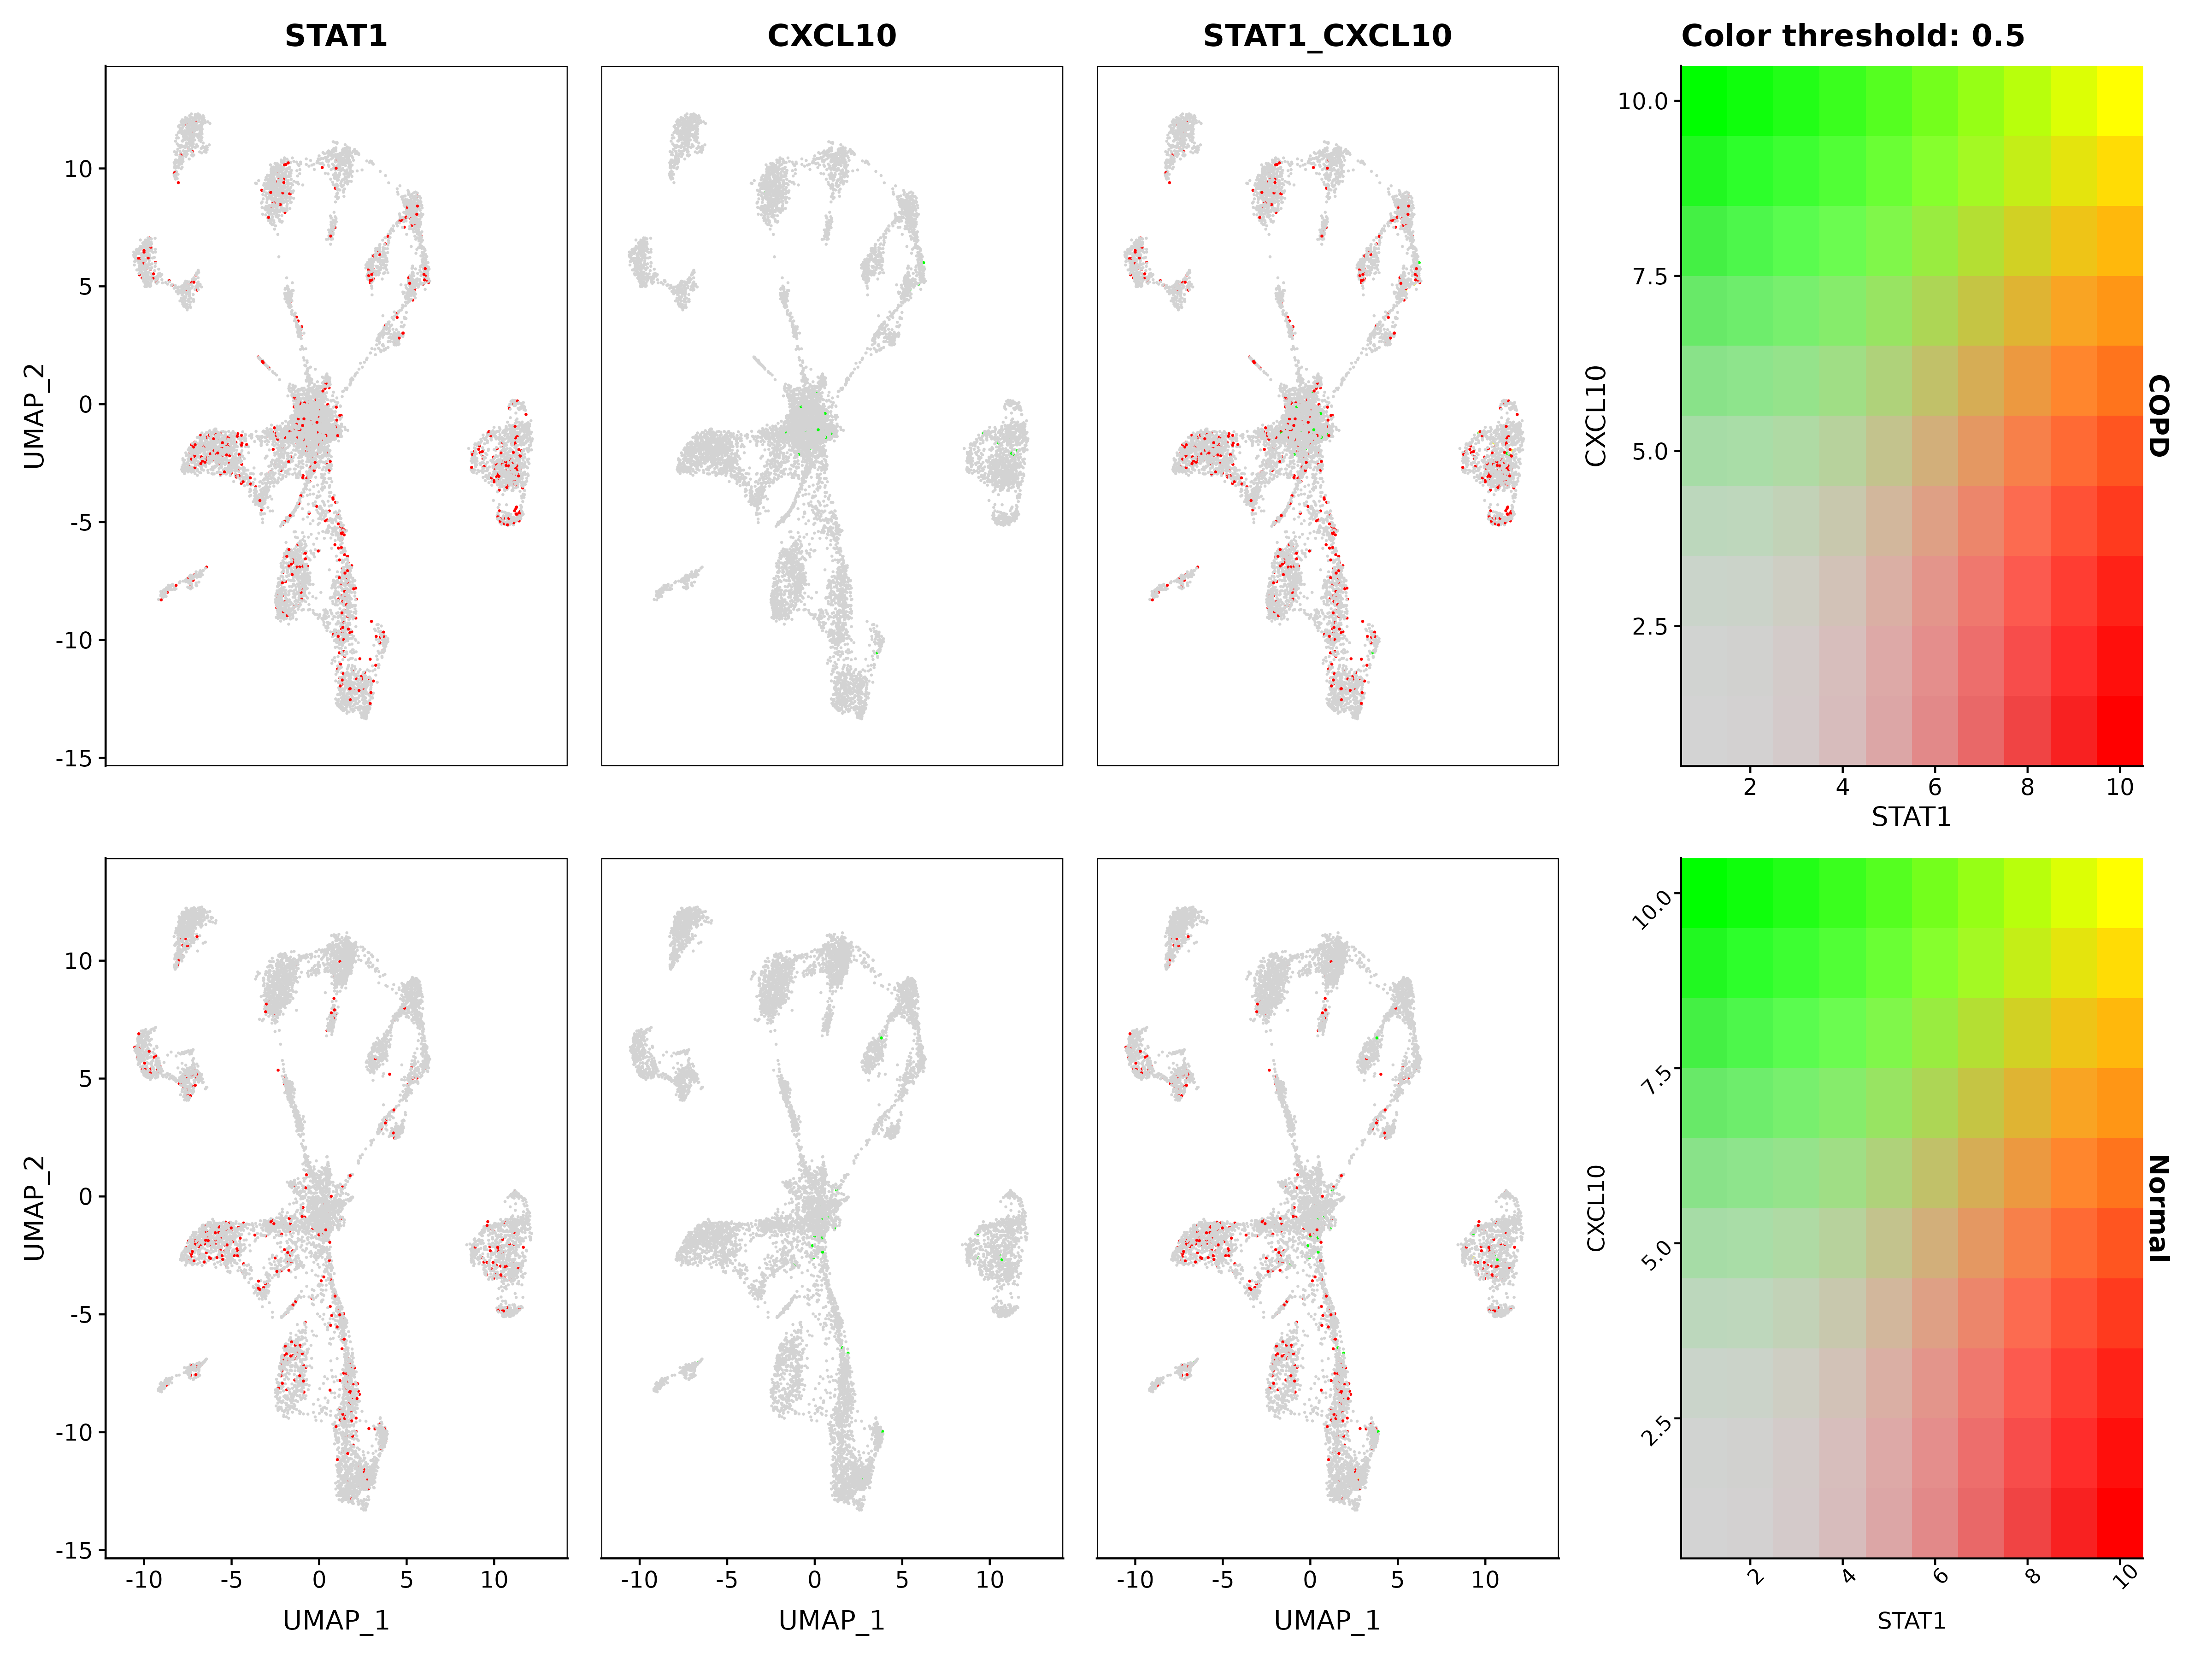 STAT1 CXCL10 STAT1_CXCL10 Color threshold: 0.5
UMAP_2
10
5
0
-5
-10
-15
CXCL10
10.0
7.5
5.0
2.5
COPD
2 4 6 8 10
STAT1
UMAP_2
10
5
0
-5
-10
-15
CXCL10
10.0
7.5
5.0
2.5
Normal
-10 -5 0 5 10 -10 -5 0 5 10 -10 -5 0 5 10 2 4 6 8 10
UMAP_1 UMAP_1 UMAP_1 STAT1